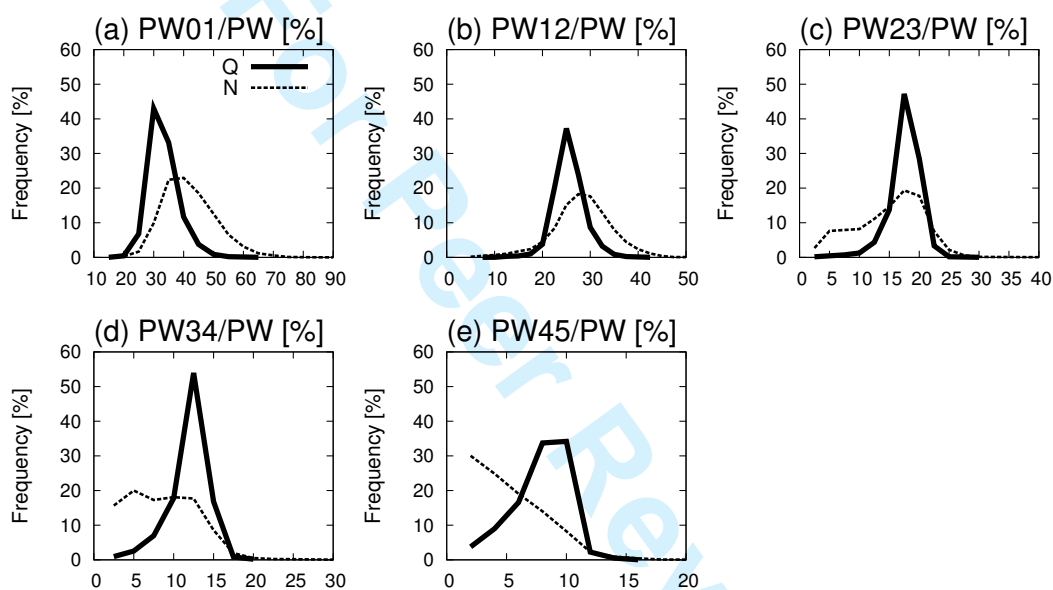 (a) PW01/PW [%]
(b) PW12/PW [%]
(c) PW23/PW [%]
Q
N
Frequency [%]
0 10 20 30 40 50 60
10 20 30 40 50 60 70 80 90
Frequency [%]
0 10 20 30 40 50 60
0 10 20 30 40 50
Frequency [%]
0 10 20 30 40 50 60
0 5 10 15 20 25 30 35 40
(d) PW34/PW [%]
(e) PW45/PW [%]
Frequency [%]
0 10 20 30 40 50 60
0 5 10 15 20 25 30
Frequency [%]
0 10 20 30 40 50 60
0 5 10 15 20
For Peer Rev